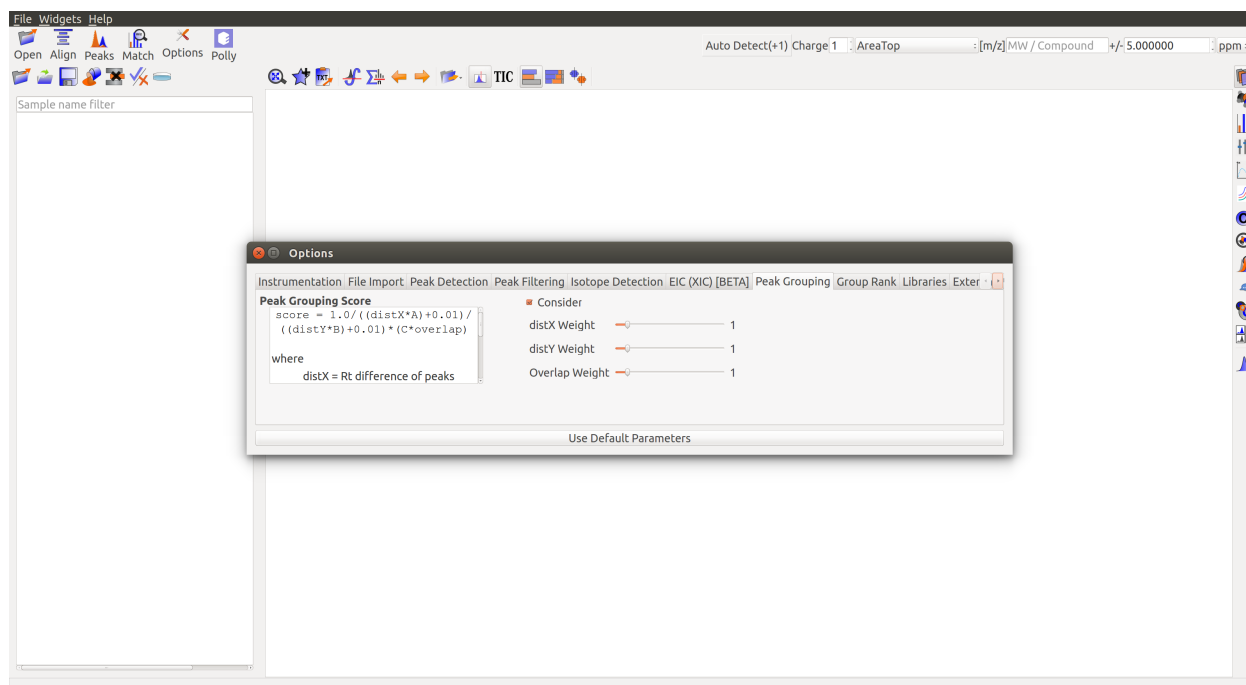 File Widgets Help
Open Align Peaks Match Options Polly
Auto Detect(+1) Charge 1 AreaTop [m/z] MW / Compound +/- 5.000000 ppm
TIC
Sample name filter
Options
Instrumentation File Import Peak Detection Peak Filtering Isotope Detection EIC (XIC) [BETA] Peak Grouping Group Rank Libraries Exter
Peak Grouping Score
score = 1.0/((distX*A)+0.01)/
((distY*B)+0.01)*(C*overlap)
where
distX = Rt difference of peaks
Consider
distX Weight 1
distY Weight 1
Overlap Weight 1
Use Default Parameters